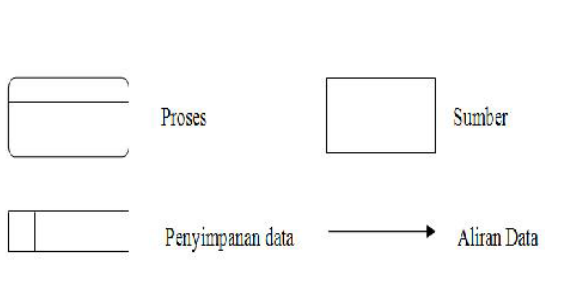 Proses
Sumber
Penyimpanan data
Aliran Data